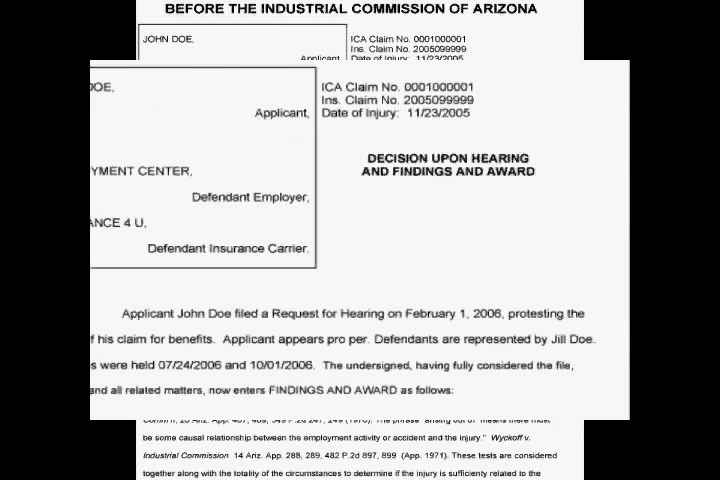 BEFORE THE INDUSTRIAL COMMISSION OF ARIZONA
JOHN DOE,
ICA Claim No. 0001000001
Ins. Claim No. 2005099999
Applicant
Date of Injury: 11/23/2005
DOE,
ICA Claim No. 0001000001
Ins. Claim No. 2005099999
Applicant,
Date of Injury: 11/23/2005
DECISION UPON HEARING
AND FINDINGS AND AWARD
YMENT CENTER,
Defendant Employer,
ANCE 4 U,
Defendant Insurance Carrier.
Applicant John Doe filed a Request for Hearing on February 1, 2006, protesting the
f his claim for benefits. Applicant appears pro per. Defendants are represented by Jill Doe.
s were held 07/24/2006 and 10/01/2006. The undersigned, having fully considered the file,
and all related matters, now enters FINDINGS AND AWARD as follows:
be some causal relationship between the employment activity or accident and the injury." Wyckoff v.
Industrial Commission 14 Ariz. App. 288, 289, 482 P.2d 897, 899 (App. 1971). These tests are considered
together along with the totality of the circumstances to determine if the injury is sufficiently related to the